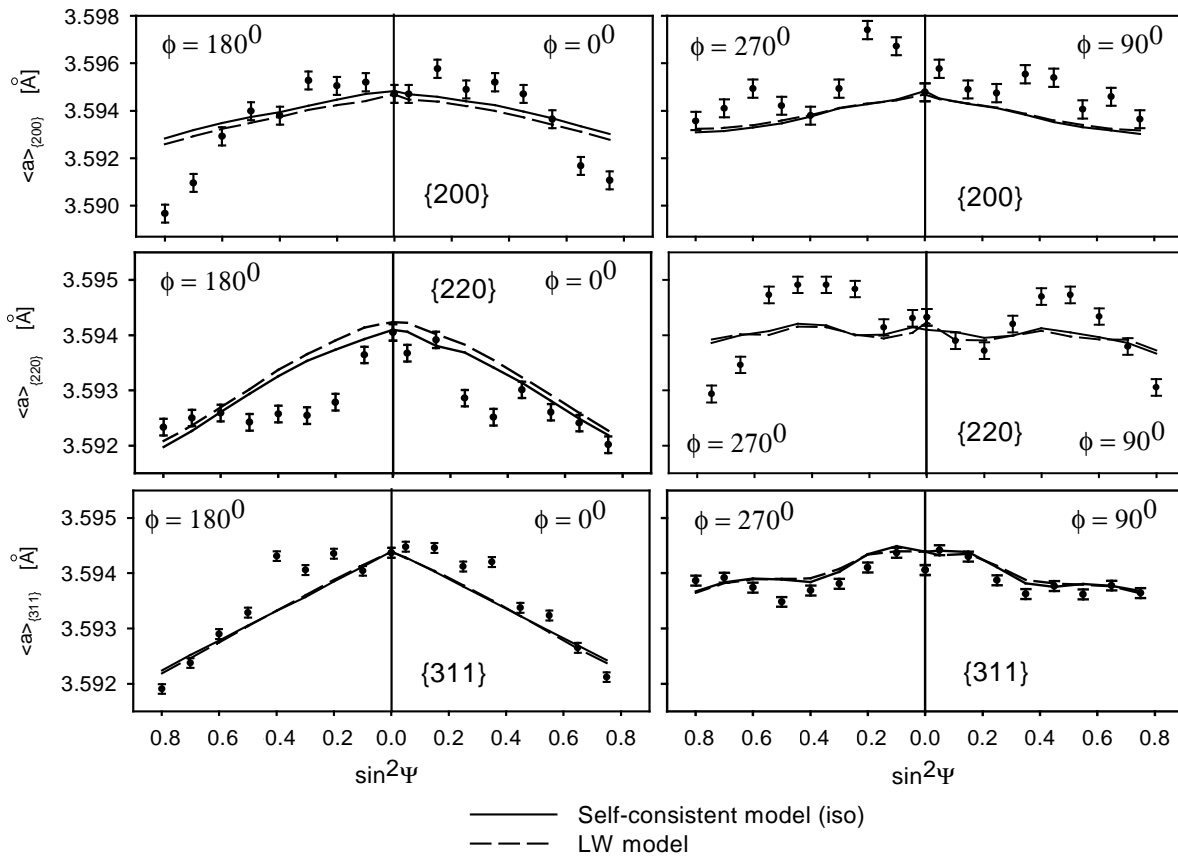 3.598
3.596
3.594
3.592
3.590
<a>{200} [Å]
ϕ = 180⁰
ϕ = 0⁰
{200}
ϕ = 270⁰
ϕ = 90⁰
{200}
3.595
3.594
3.593
3.592
<a>{220} [Å]
ϕ = 180⁰
{220}
ϕ = 0⁰
ϕ = 270⁰
{220}
ϕ = 90⁰
3.595
3.594
3.593
3.592
<a>{311} [Å]
ϕ = 180⁰
ϕ = 0⁰
{311}
ϕ = 270⁰
ϕ = 90⁰
{311}
0.8 0.6 0.4 0.2 0.0 0.2 0.4 0.6 0.8
0.8 0.6 0.4 0.2 0.0 0.2 0.4 0.6 0.8
sin²Ψ
sin²Ψ
Self-consistent model (iso)
LW model